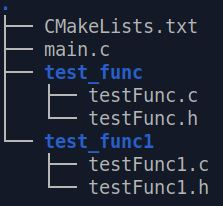 .
├── CMakeLists.txt
├── main.c
├── test_func
│   ├── testFunc.c
│   └── testFunc.h
└── test_func1
    ├── testFunc1.c
    └── testFunc1.h